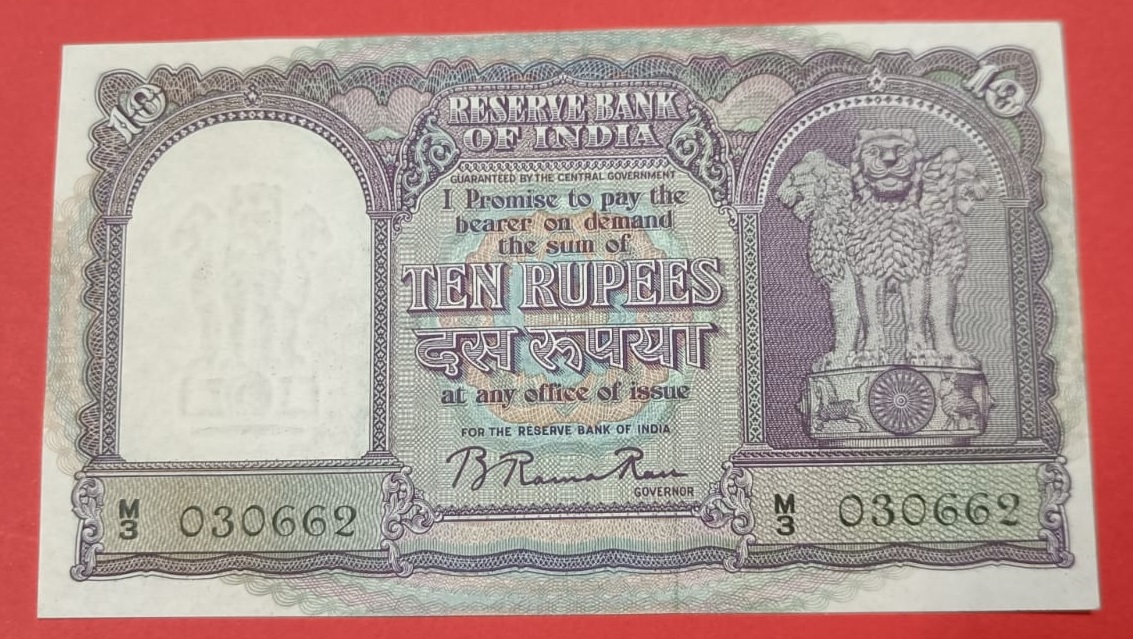 10
10
RESERVE BANK
OF INDIA
GUARANTEED BY THE CENTRAL GOVERNMENT
I Promise to pay the
bearer on demand
the sum of
TEN RUPEES
दस रूपया
at any office of issue
FOR THE RESERVE BANK OF INDIA
B Rama Rau
GOVERNOR
M/3 030662
M/3 030662